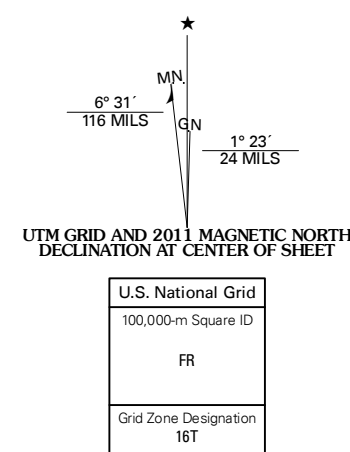 ★
MN.
6° 31´
116 MILS
GN
1° 23´
24 MILS
UTM GRID AND 2011 MAGNETIC NORTH
DECLINATION AT CENTER OF SHEET
U.S. National Grid
100,000-m Square ID
FR
Grid Zone Designation
16T